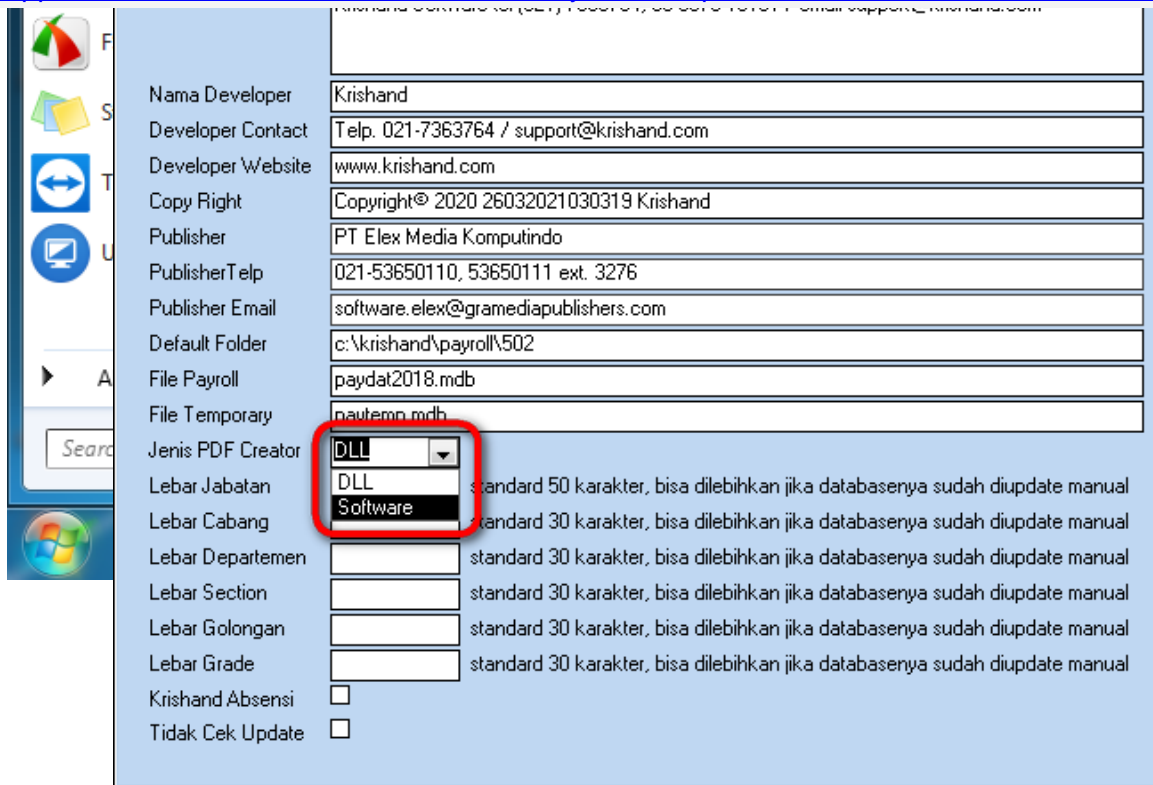 F
S
T
U
A
Searc
Nama Developer Krishand
Developer Contact Telp. 021-7363764 / support@krishand.com
Developer Website www.krishand.com
Copy Right Copyright© 2020 26032021030319 Krishand
Publisher PT Elex Media Komputindo
PublisherTelp 021-53650110, 53650111 ext. 3276
Publisher Email software.elex@gramediapublishers.com
Default Folder c:\krishand\payroll\502
File Payroll paydat2018.mdb
File Temporary paytemp.mdb
Jenis PDF Creator DLL
DLL
Software
Lebar Jabatan standard 50 karakter, bisa dilebihkan jika databasenya sudah diupdate manual
Lebar Cabang standard 30 karakter, bisa dilebihkan jika databasenya sudah diupdate manual
Lebar Departemen standard 30 karakter, bisa dilebihkan jika databasenya sudah diupdate manual
Lebar Section standard 30 karakter, bisa dilebihkan jika databasenya sudah diupdate manual
Lebar Golongan standard 30 karakter, bisa dilebihkan jika databasenya sudah diupdate manual
Lebar Grade standard 30 karakter, bisa dilebihkan jika databasenya sudah diupdate manual
Krishand Absensi
Tidak Cek Update